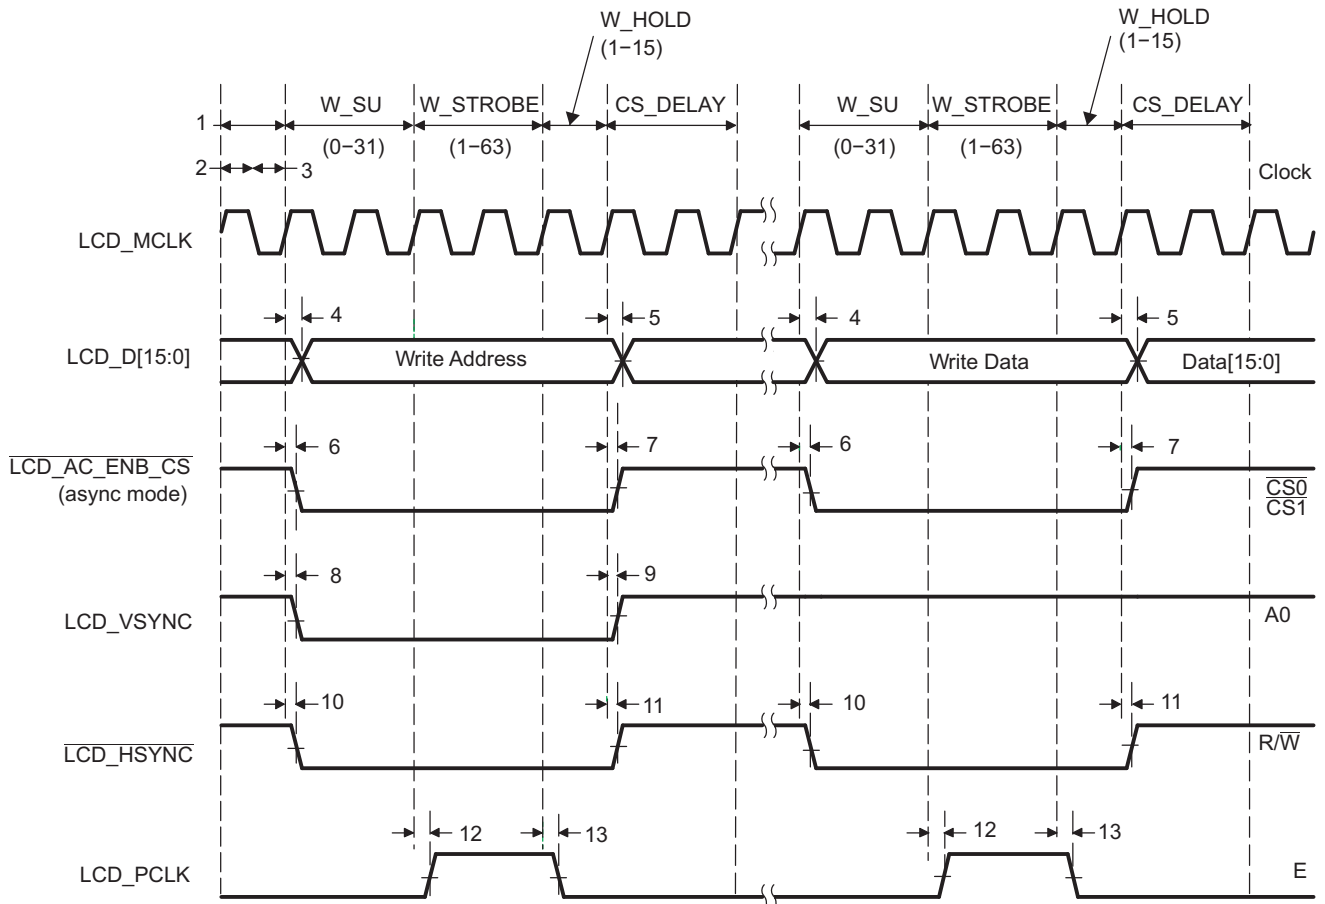 W_HOLD
(1−15)
W_HOLD
(1−15)
W_SU
W_STROBE
CS_DELAY
W_SU
W_STROBE
CS_DELAY
1
(0−31)
(1−63)
(0−31)
(1−63)
2
3
Clock
LCD_MCLK
4
5
4
5
LCD_D[15:0]
Write Address
Write Data
Data[15:0]
6
7
6
7
LCD_AC_ENB_CS
(async mode)
CS0
CS1
8
9
LCD_VSYNC
A0
10
11
10
11
LCD_HSYNC
R/W
12
13
12
13
LCD_PCLK
E